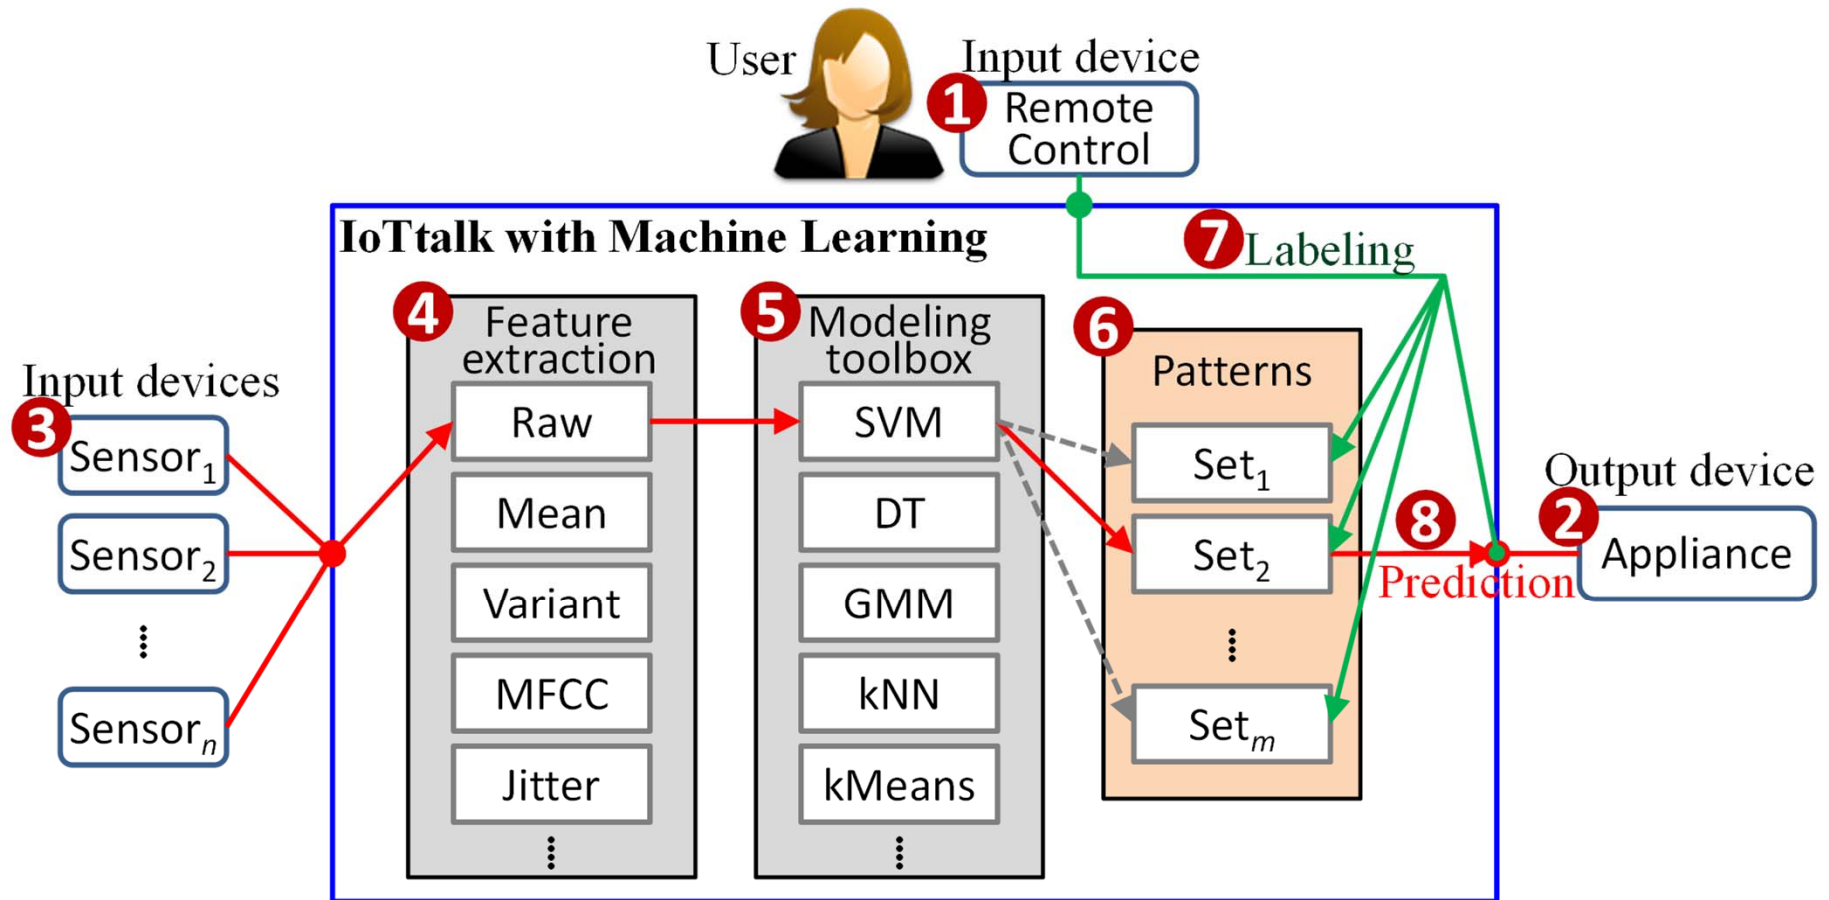 User
Input device
1
Remote
Control
IoTtalk with Machine Learning
7
Labeling
4
Feature
extraction
5
Modeling
toolbox
6
Patterns
Input devices
3
Sensor1
Sensor2
Sensorn
Raw
Mean
Variant
MFCC
Jitter
SVM
DT
GMM
kNN
kMeans
Set1
Set2
Setm
8
Prediction
Output device
2
Appliance